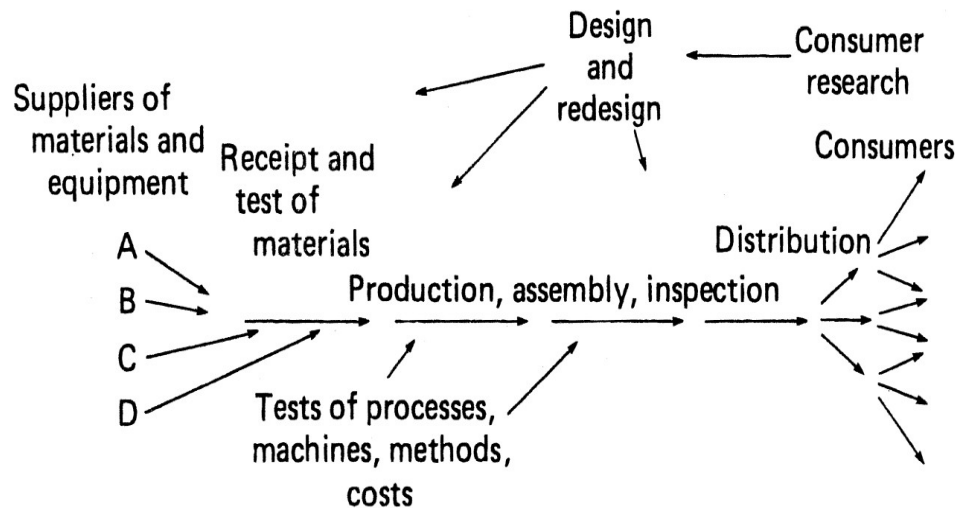 Design
and
redesign
Consumer
research
Suppliers of
materials and
equipment
Receipt and
test of
materials
Consumers
A
B
C
D
Production, assembly, inspection
Distribution
Tests of processes,
machines, methods,
costs